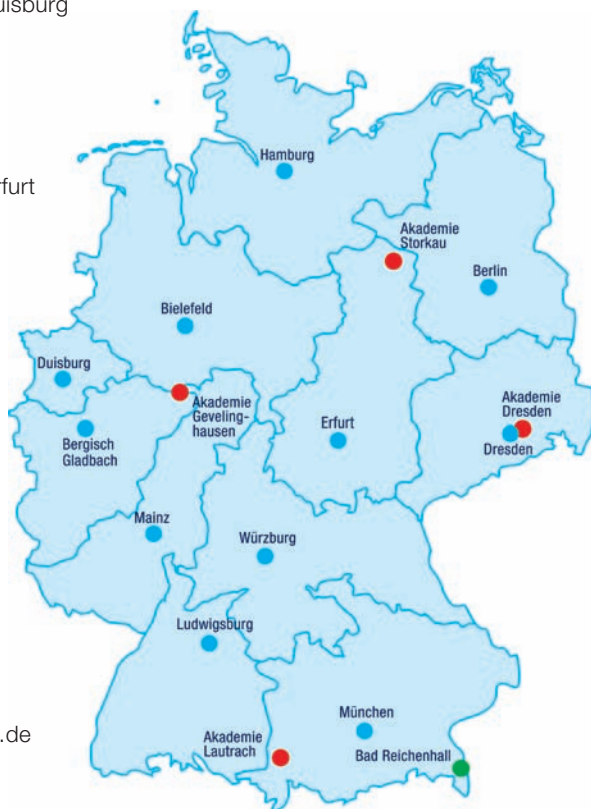 uisburg
Hamburg
rfurt
Akademie
Storkau
Berlin
Bielefeld
Duisburg
Akademie
Geveling-
hausen
Akademie
Dresden
Dresden
Erfurt
Bergisch
Gladbach
Mainz
Würzburg
Ludwigsburg
München
.de
Akademie
Lautrach
Bad Reichenhall